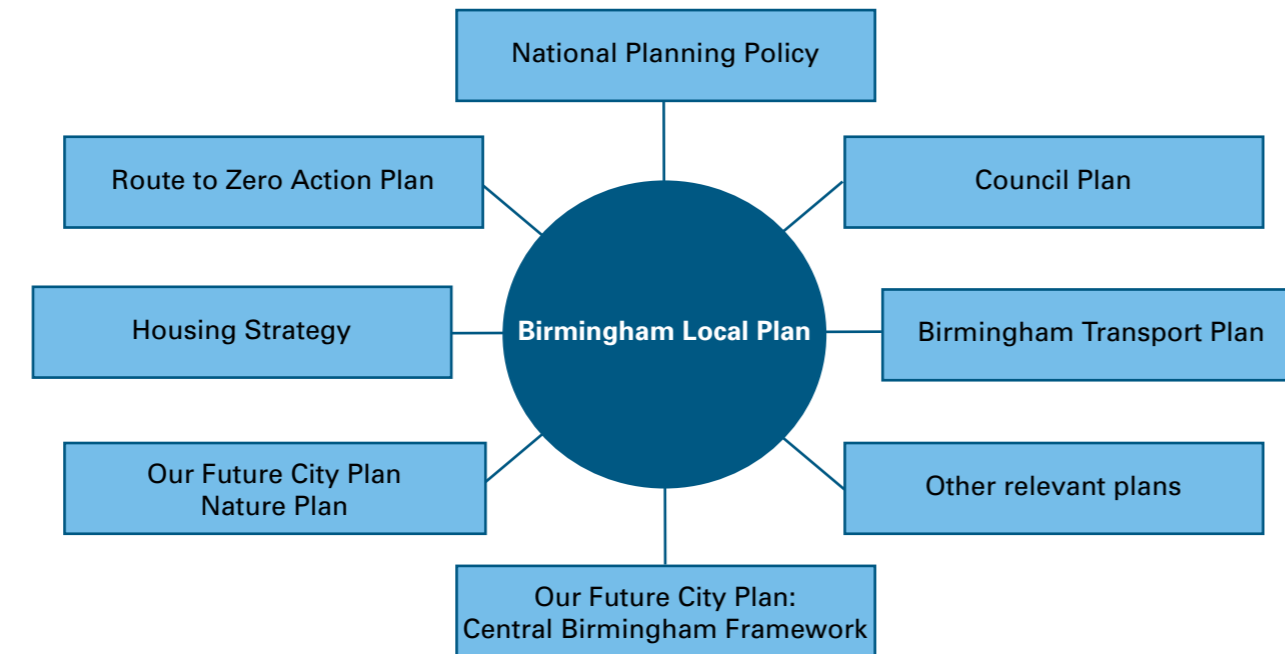 National Planning Policy
Route to Zero Action Plan
Council Plan
Housing Strategy
Birmingham Local Plan
Birmingham Transport Plan
Our Future City Plan
Nature Plan
Other relevant plans
Our Future City Plan:
Central Birmingham Framework